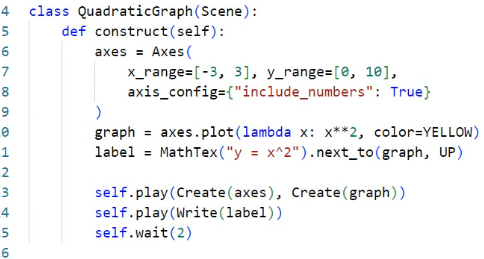 4 class QuadraticGraph(Scene):
5     def construct(self):
6         axes = Axes(
7             x_range=[-3, 3], y_range=[0, 10],
8             axis_config={"include_numbers": True}
9         )
0         graph = axes.plot(lambda x: x**2, color=YELLOW)
1         label = MathTex("y = x^2").next_to(graph, UP)
2
3         self.play(Create(axes), Create(graph))
4         self.play(Write(label))
5         self.wait(2)
6